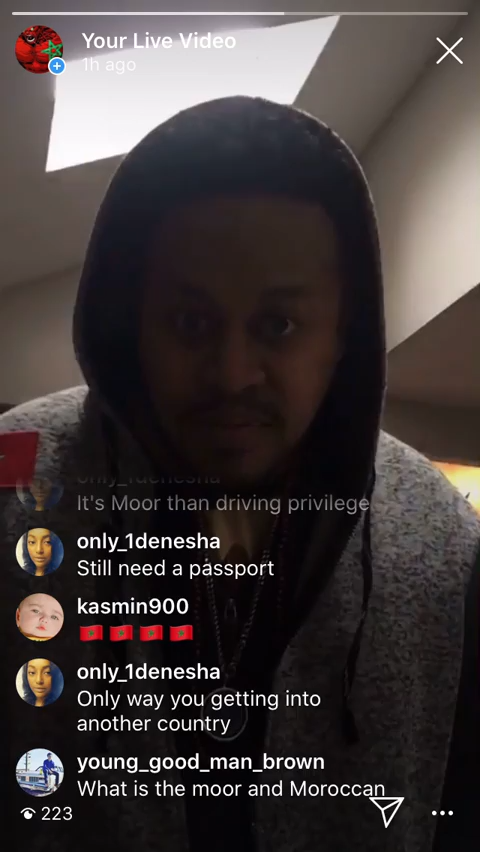 Your Live Video
1h ago
only_1denesha
It's Moor than driving privilege
only_1denesha
Still need a passport
kasmin900
🇲🇦 🇲🇦 🇲🇦 🇲🇦
only_1denesha
Only way you getting into
another country
young_good_man_brown
What is the moor and Moroccan
223